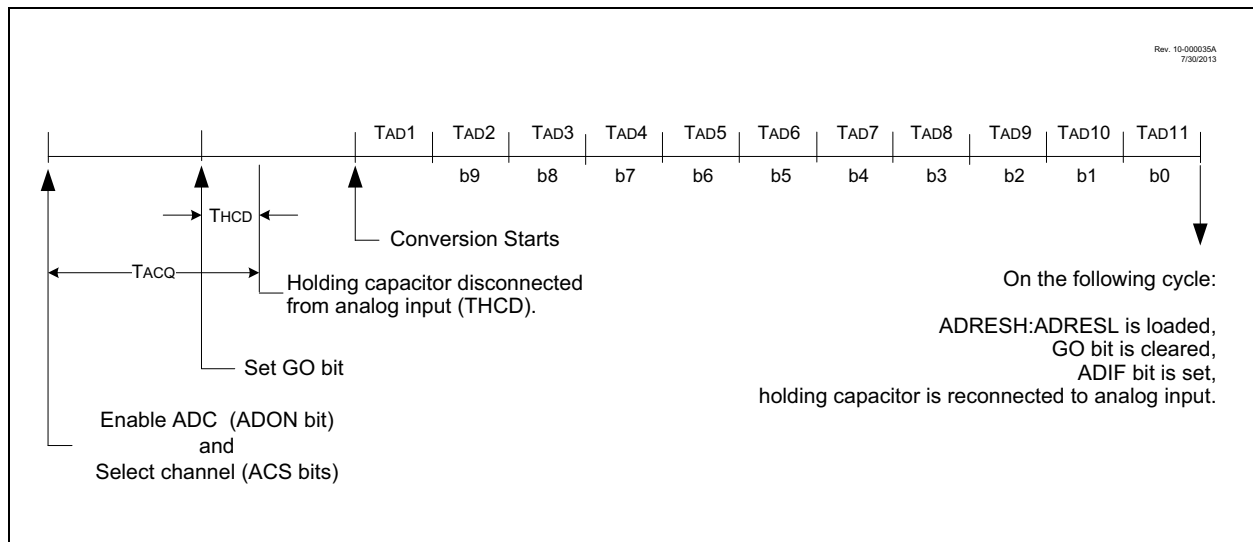 Rev. 10-000035A
7/30/2013
TAD1 TAD2 TAD3 TAD4 TAD5 TAD6 TAD7 TAD8 TAD9 TAD10 TAD11
b9 b8 b7 b6 b5 b4 b3 b2 b1 b0
THCD
Conversion Starts
TACQ
Holding capacitor disconnected
from analog input (THCD).
On the following cycle:
ADRESH:ADRESL is loaded,
GO bit is cleared,
ADIF bit is set,
holding capacitor is reconnected to analog input.
Set GO bit
Enable ADC (ADON bit)
and
Select channel (ACS bits)